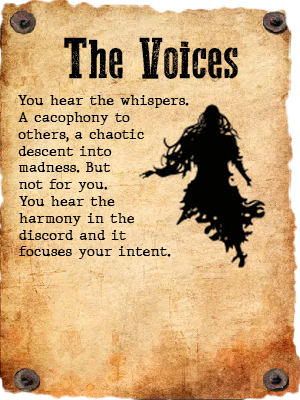 The Voices
You hear the whispers.
A cacophony to
others, a chaotic
descent into
madness. But
not for you.
You hear the
harmony in the
discord and it
focuses your intent.